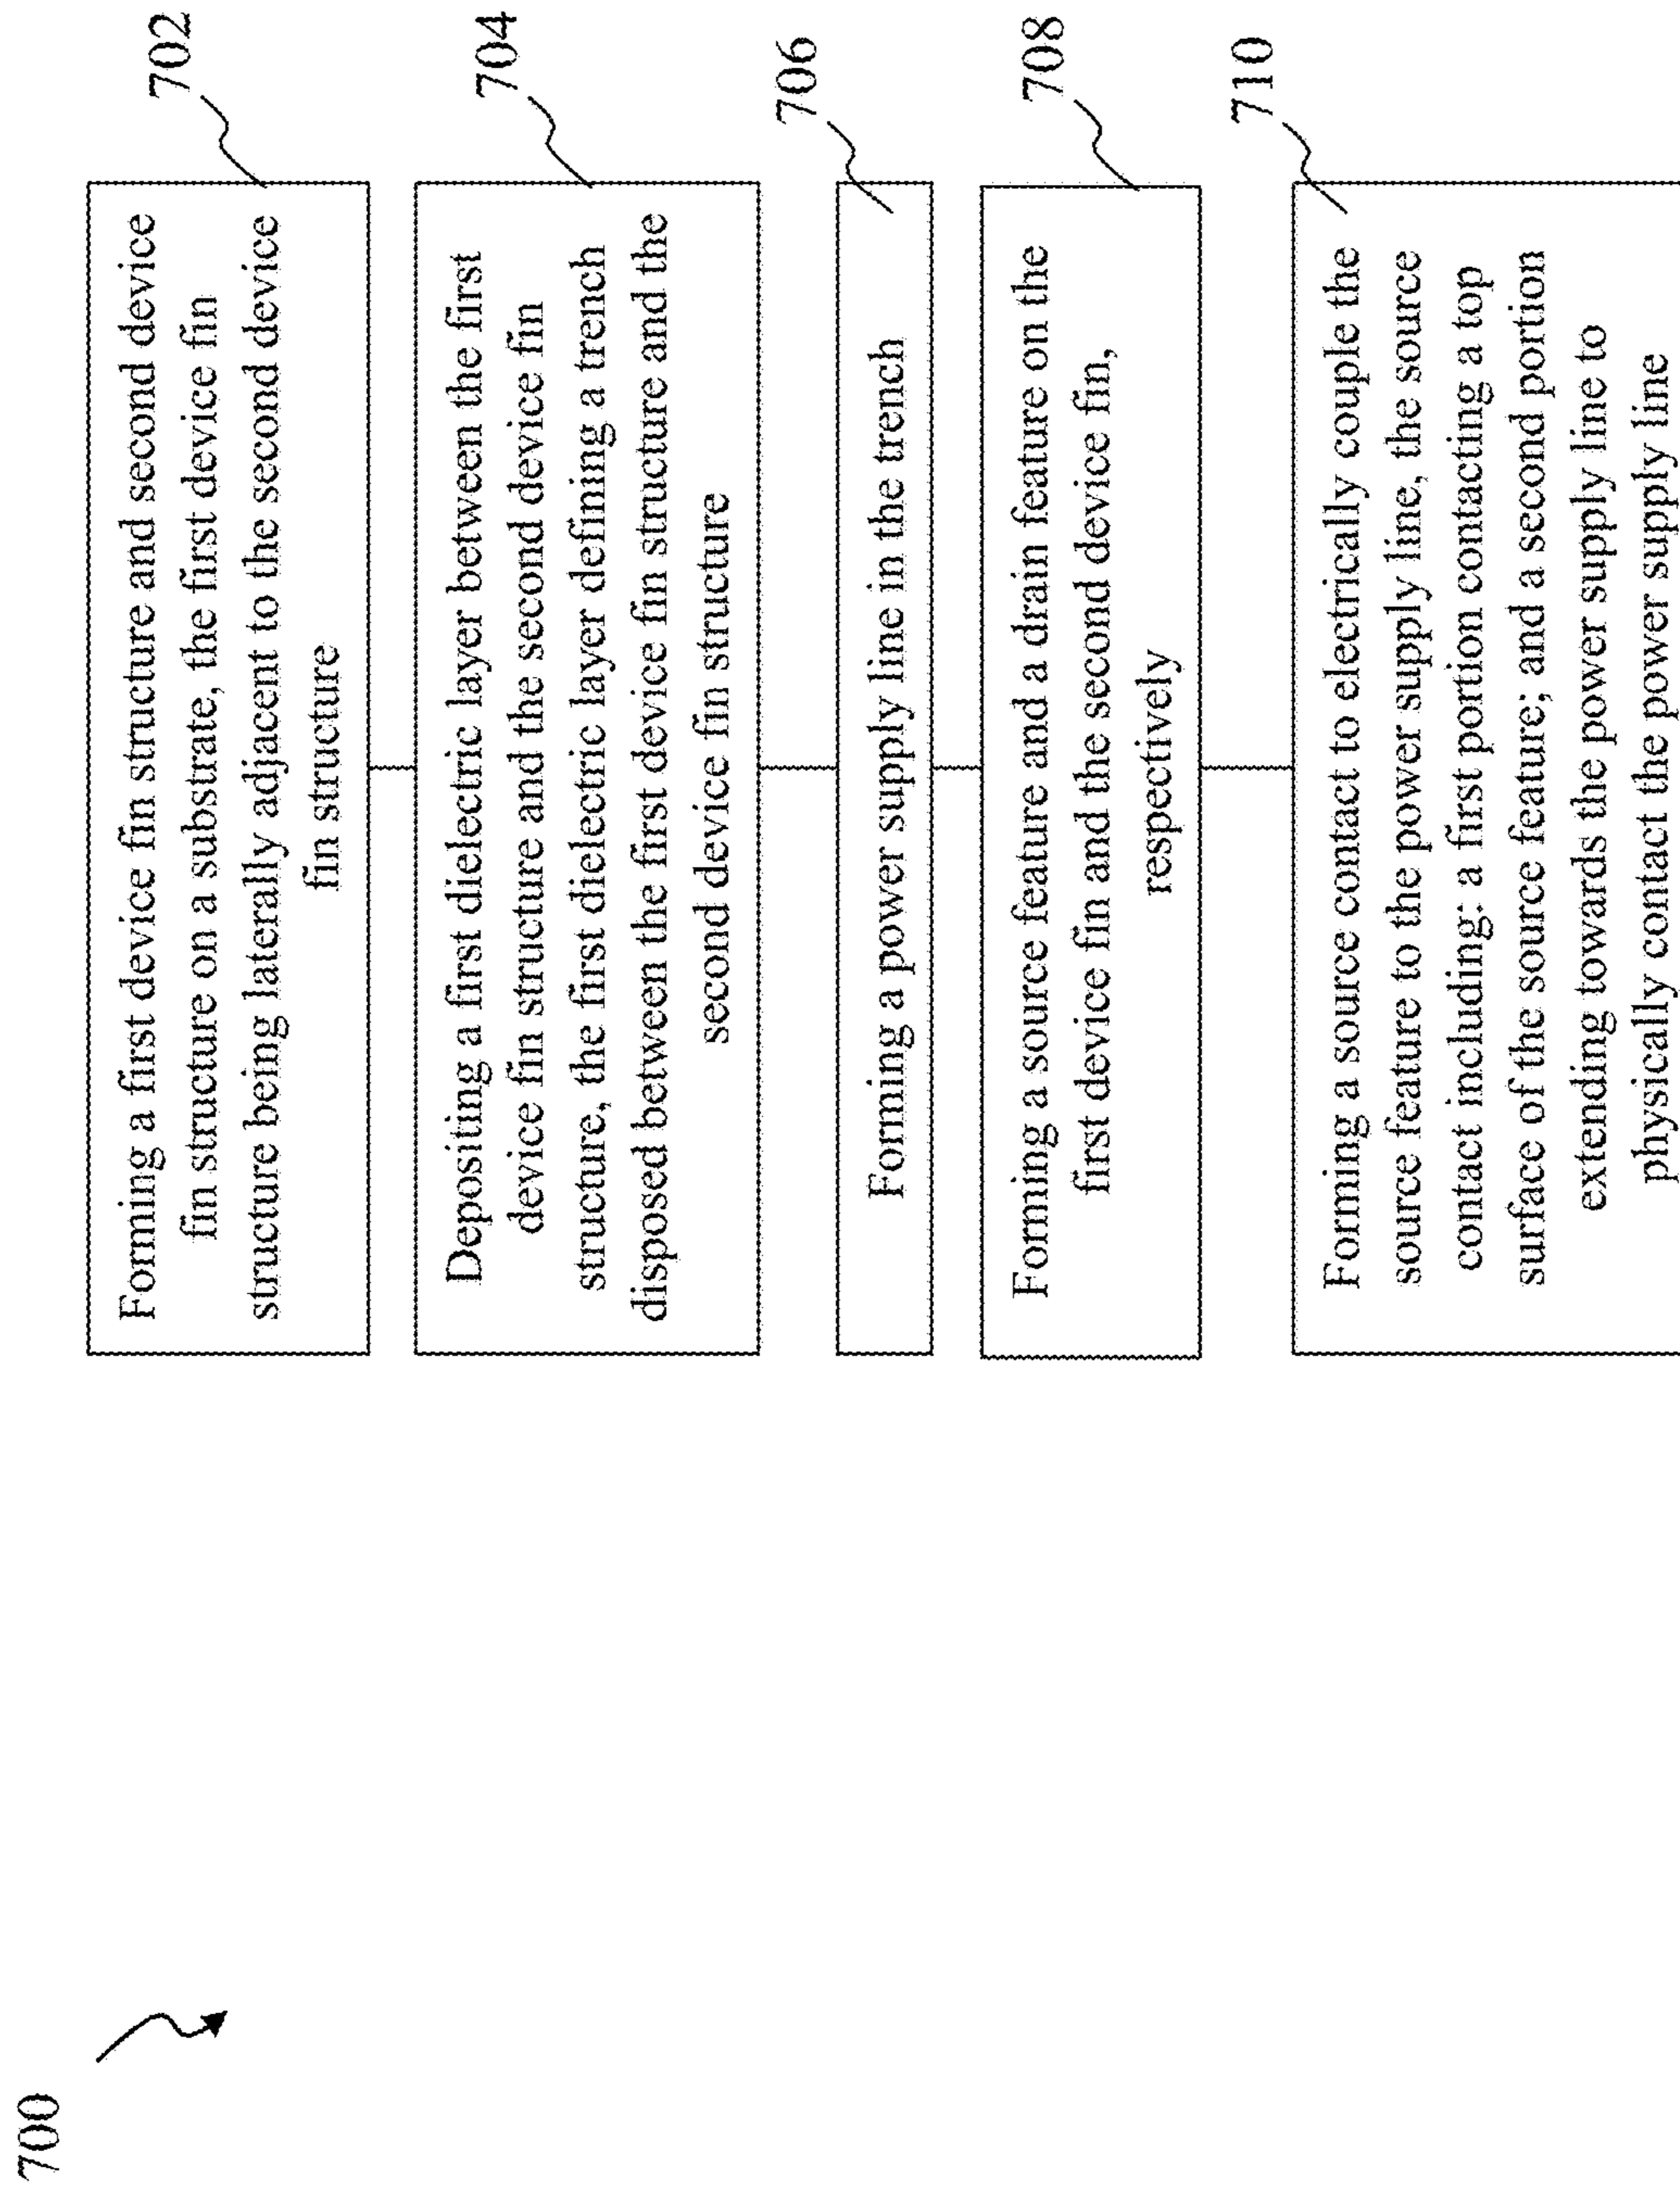 700
702
Forming a first device fin structure and second device
fin structure on a substrate, the first device fin
structure being laterally adjacent to the second device
fin structure
704
Depositing a first dielectric layer between the first
device fin structure and the second device fin
structure, the first dielectric layer defining a trench
disposed between the first device fin structure and the
second device fin structure
706
Forming a power supply line in the trench
708
Forming a source feature and a drain feature on the
first device fin and the second device fin,
respectively
710
Forming a source contact to electrically couple the
source feature to the power supply line, the source
contact including: a first portion contacting a top
surface of the source feature; and a second portion
extending towards the power supply line to
physically contact the power supply line